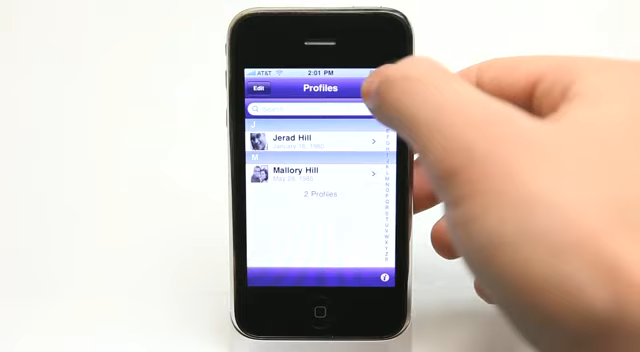 AT&T 2:01 PM
Edit Profiles
Search
J
Jerad Hill
M
Mallory Hill
2 Profiles